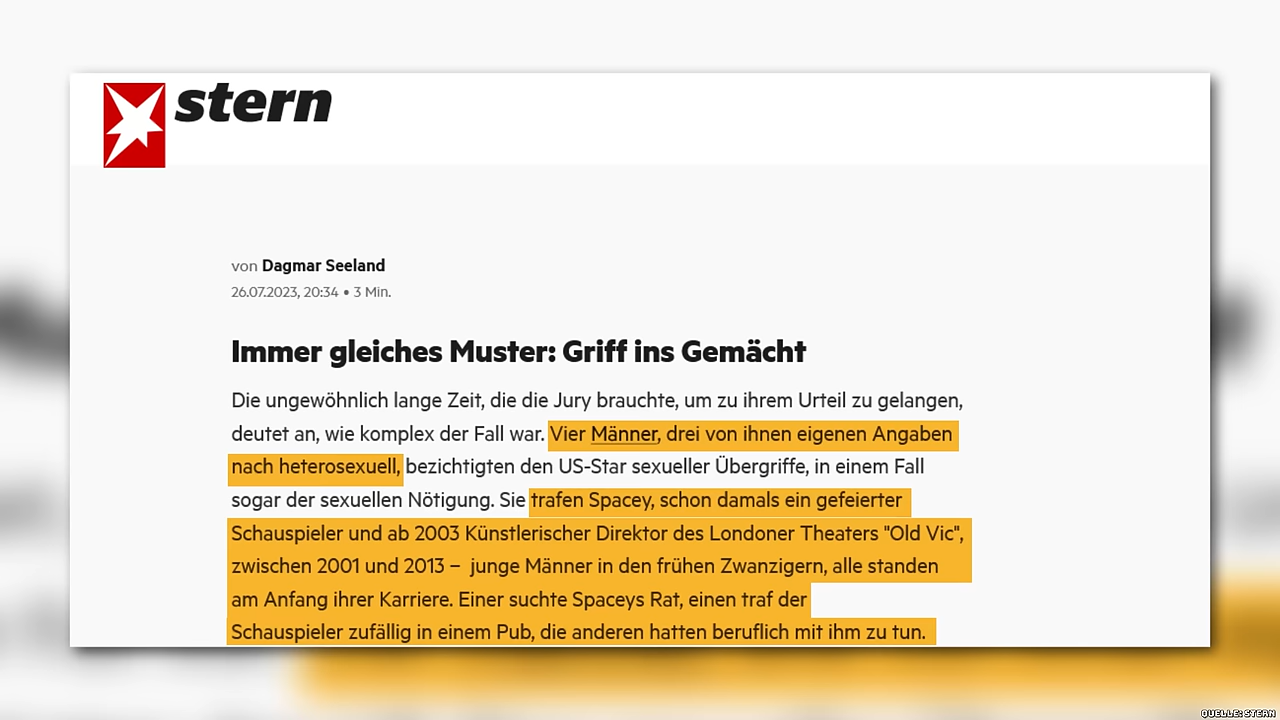 stern
von Dagmar Seeland
26.07.2023, 20:34 • 3 Min.
Immer gleiches Muster: Griff ins Gemächt
Die ungewöhnlich lange Zeit, die die Jury brauchte, um zu ihrem Urteil zu gelangen,
deutet an, wie komplex der Fall war. Vier Männer, drei von ihnen eigenen Angaben
nach heterosexuell, bezichtigten den US-Star sexueller Übergriffe, in einem Fall
sogar der sexuellen Nötigung. Sie trafen Spacey, schon damals ein gefeierter
Schauspieler und ab 2003 Künstlerischer Direktor des Londoner Theaters "Old Vic",
zwischen 2001 und 2013 – junge Männer in den frühen Zwanzigern, alle standen
am Anfang ihrer Karriere. Einer suchte Spaceys Rat, einen traf der
Schauspieler zufällig in einem Pub, die anderen hatten beruflich mit ihm zu tun.
QUELLE: STERN